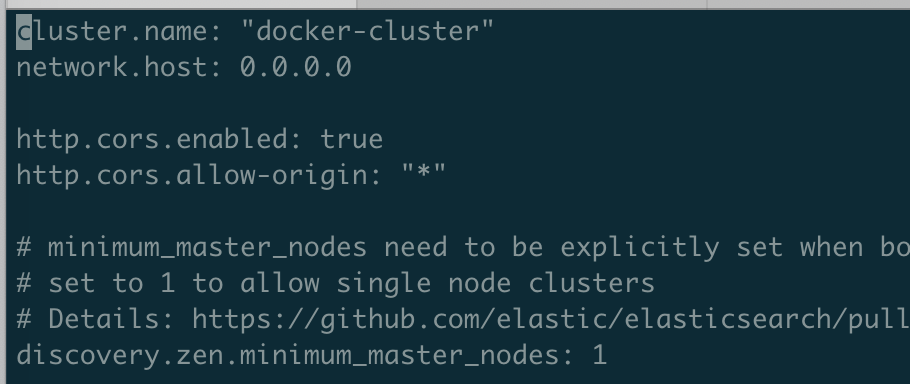 cluster.name: "docker-cluster"
network.host: 0.0.0.0
http.cors.enabled: true
http.cors.allow-origin: "*"
# minimum_master_nodes need to be explicitly set when bo
# set to 1 to allow single node clusters
# Details: https://github.com/elastic/elasticsearch/pull
discovery.zen.minimum_master_nodes: 1